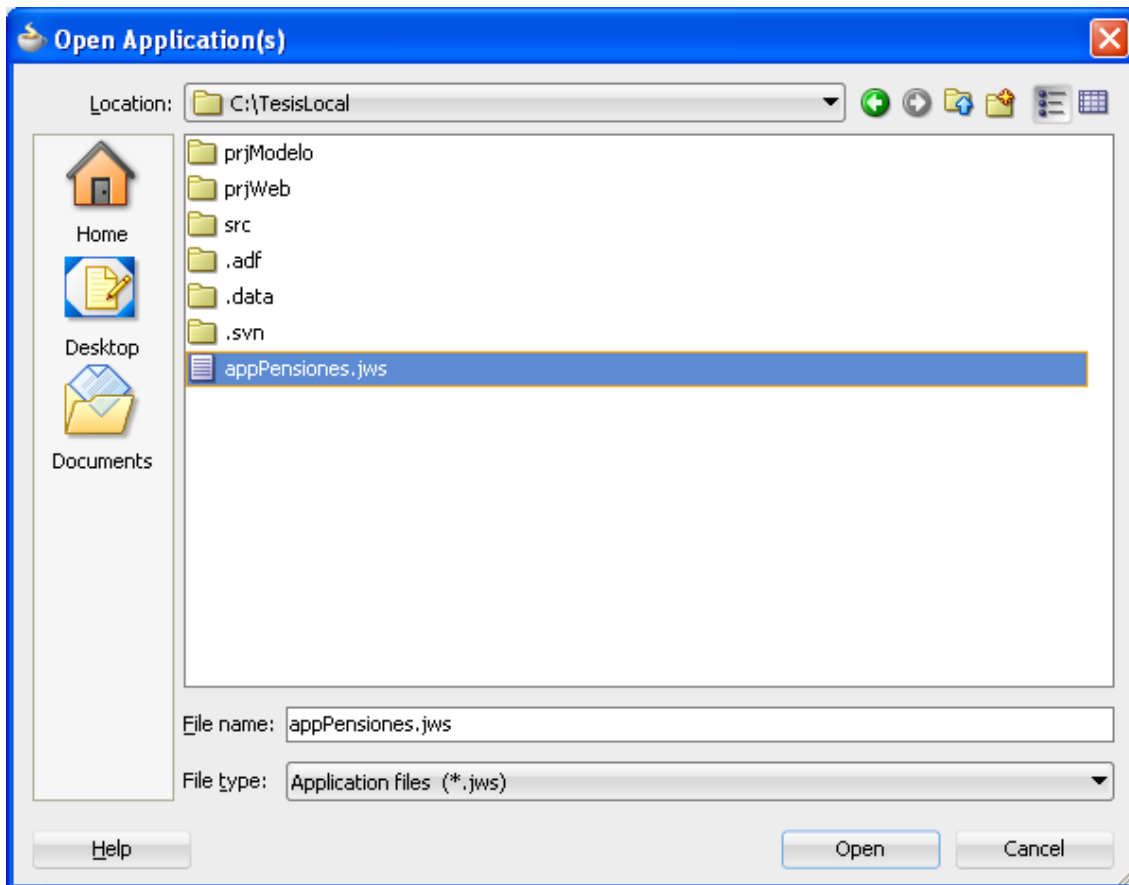 Open Application(s)
Location: C:\TesisLocal
Home
Desktop
Documents
prjModelo
prjWeb
src
.adf
.data
.svn
appPensiones.jws
File name: appPensiones.jws
File type: Application files (*.jws)
Help Open Cancel